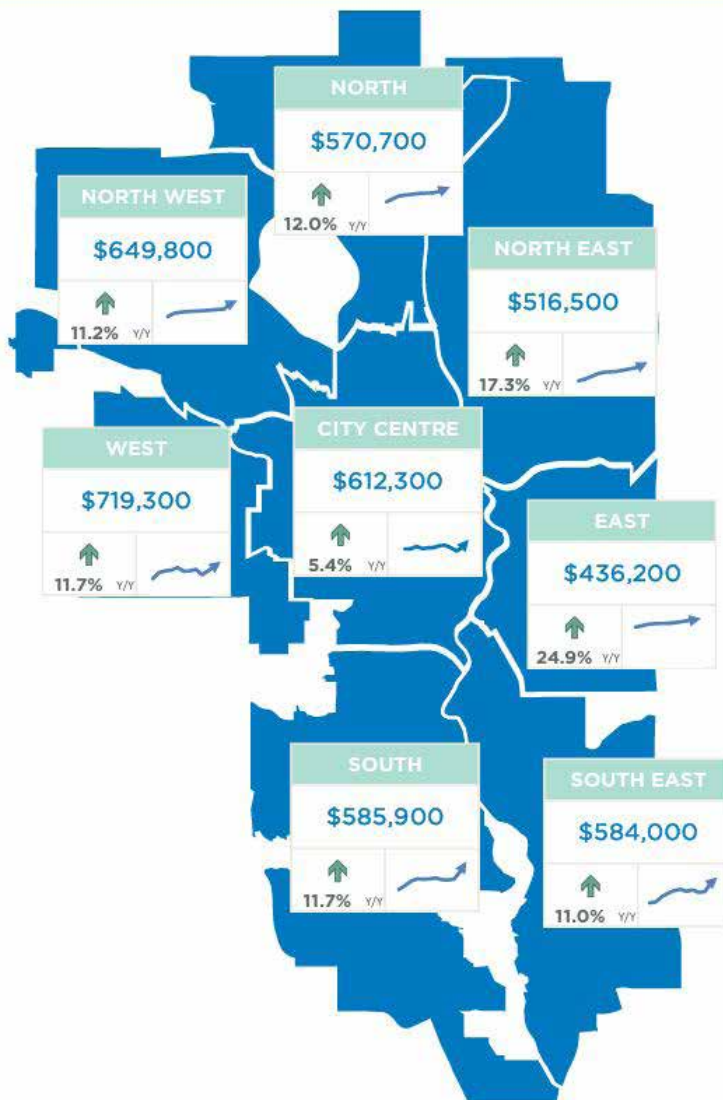 NORTH
$570,700
12.0% Y/Y
NORTH WEST
$649,800
11.2% Y/Y
NORTH EAST
$516,500
17.3% Y/Y
WEST
$719,300
11.7% Y/Y
CITY CENTRE
$612,300
5.4% Y/Y
EAST
$436,200
24.9% Y/Y
SOUTH
$585,900
11.7% Y/Y
SOUTH EAST
$584,000
11.0% Y/Y